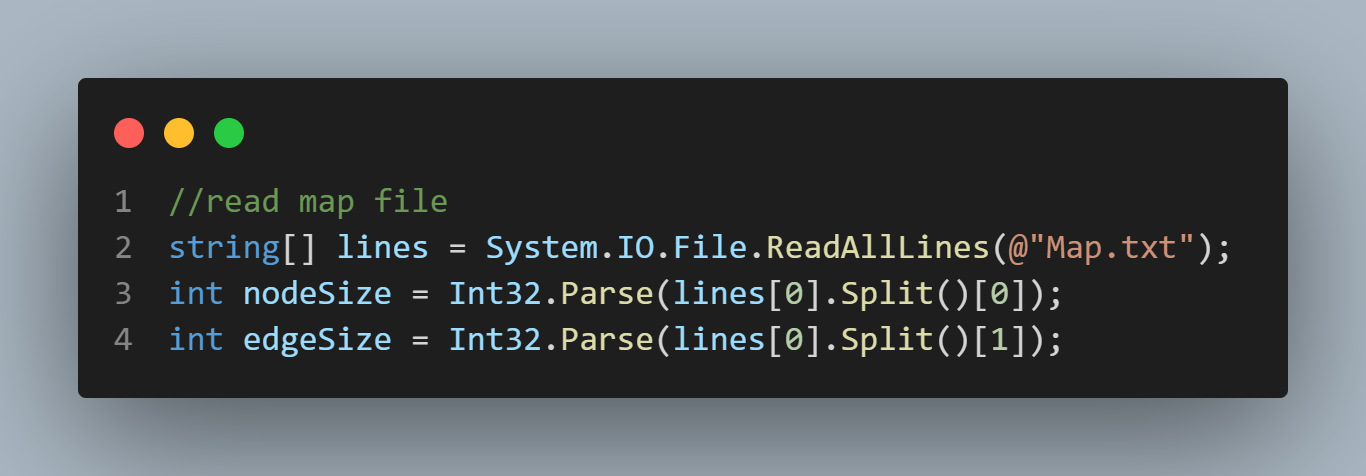 1 //read map file
2 string[] lines = System.IO.File.ReadAllLines(@"Map.txt");
3 int nodeSize = Int32.Parse(lines[0].Split()[0]);
4 int edgeSize = Int32.Parse(lines[0].Split()[1]);